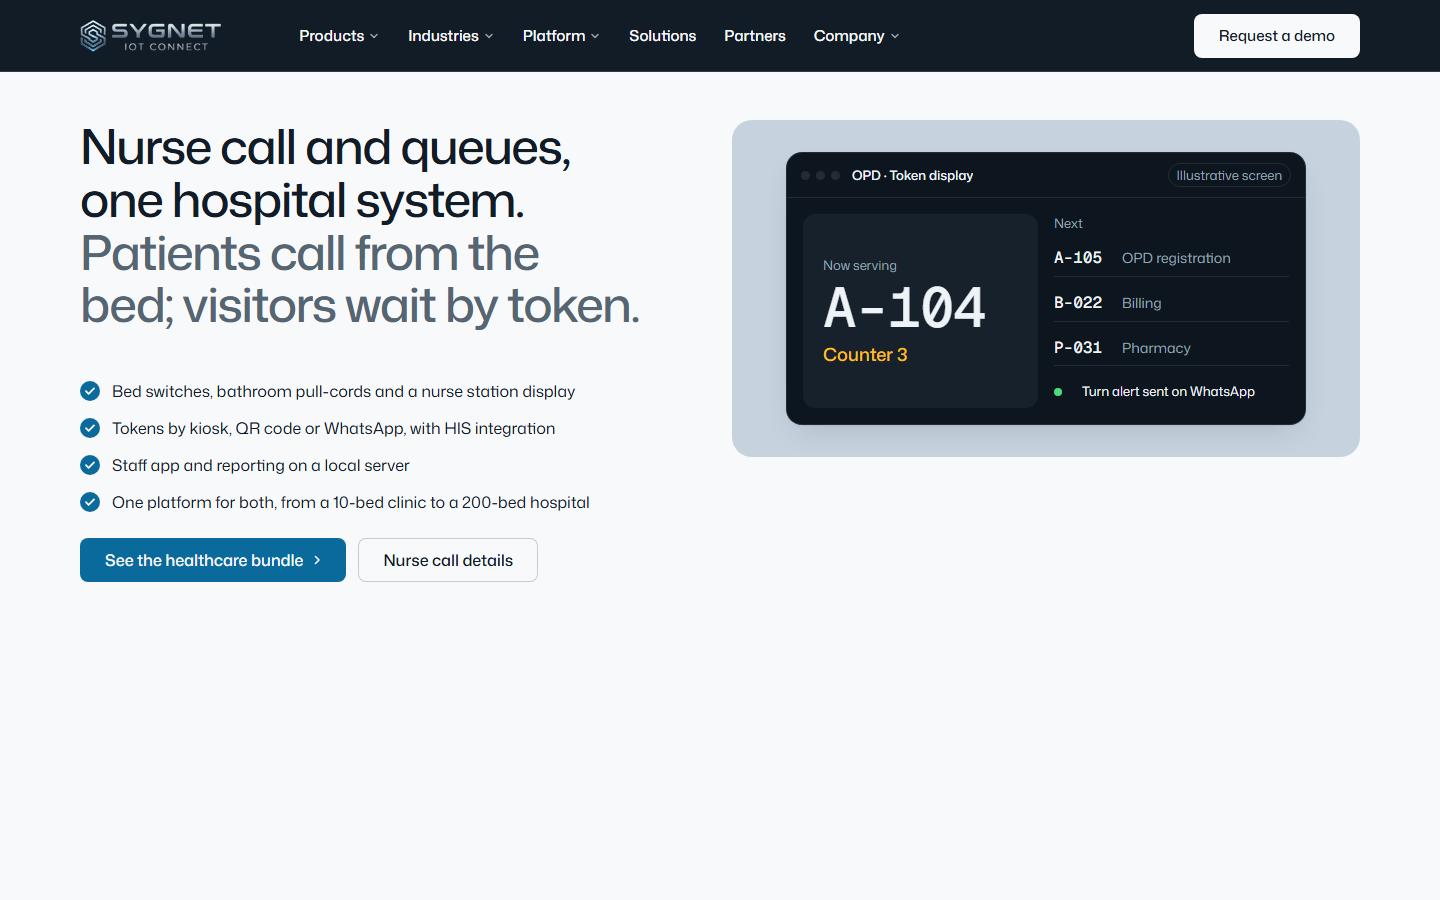 SYGNET
IOT CONNECT
Products
Industries
Platform
Solutions
Partners
Company
Request a demo
Nurse call and queues,
one hospital system.
Patients call from the
bed; visitors wait by token.
Bed switches, bathroom pull-cords and a nurse station display
Tokens by kiosk, QR code or WhatsApp, with HIS integration
Staff app and reporting on a local server
One platform for both, from a 10-bed clinic to a 200-bed hospital
See the healthcare bundle
Nurse call details
OPD · Token display
Illustrative screen
Now serving
A-104
Counter 3
Next
A-105 OPD registration
B-022 Billing
P-031 Pharmacy
Turn alert sent on WhatsApp